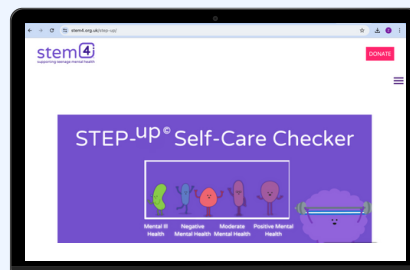 stem4.org.uk/step-up/
stem4
supporting teenage mental health
DONATE
STEP-up© Self-Care Checker
Mental Ill Health
Negative Mental Health
Moderate Mental Health
Positive Mental Health